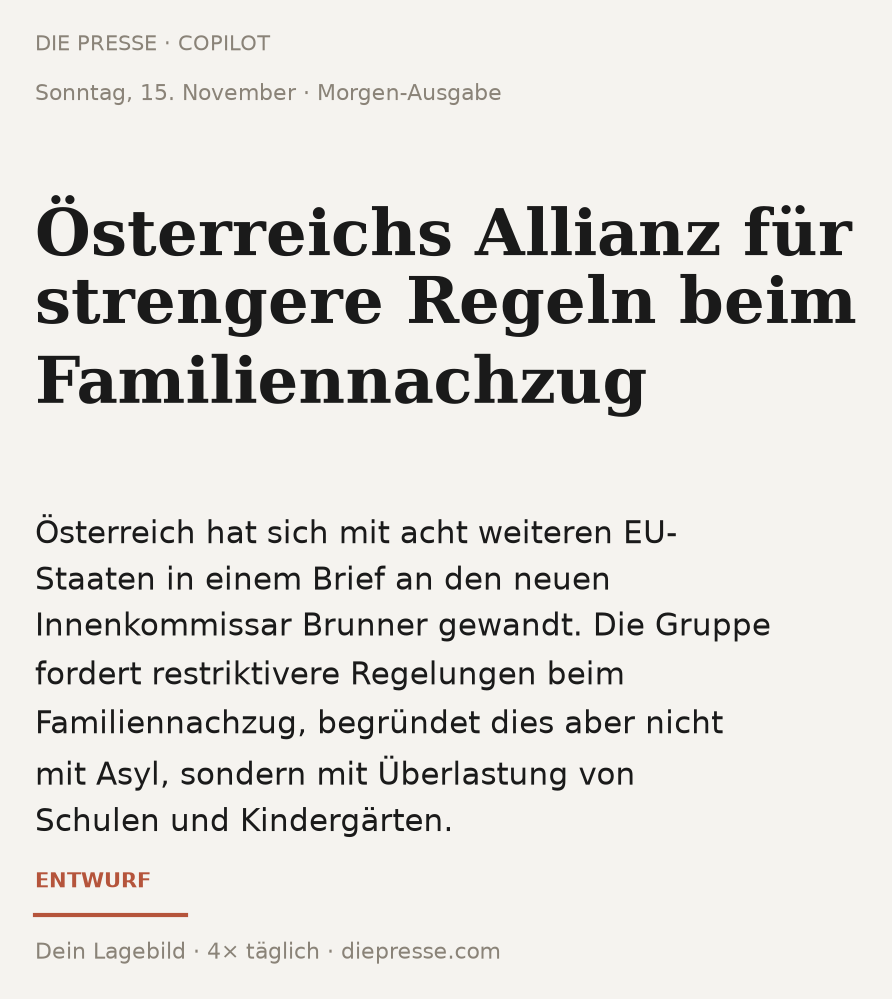 DIE PRESSE · COPILOT
Sonntag, 15. November · Morgen-Ausgabe
Österreichs Allianz für
strengere Regeln beim
Familiennachzug
Österreich hat sich mit acht weiteren EU-
Staaten in einem Brief an den neuen
Innenkommissar Brunner gewandt. Die Gruppe
fordert restriktivere Regelungen beim
Familiennachzug, begründet dies aber nicht
mit Asyl, sondern mit Überlastung von
Schulen und Kindergärten.
ENTWURF
Dein Lagebild · 4× täglich · diepresse.com